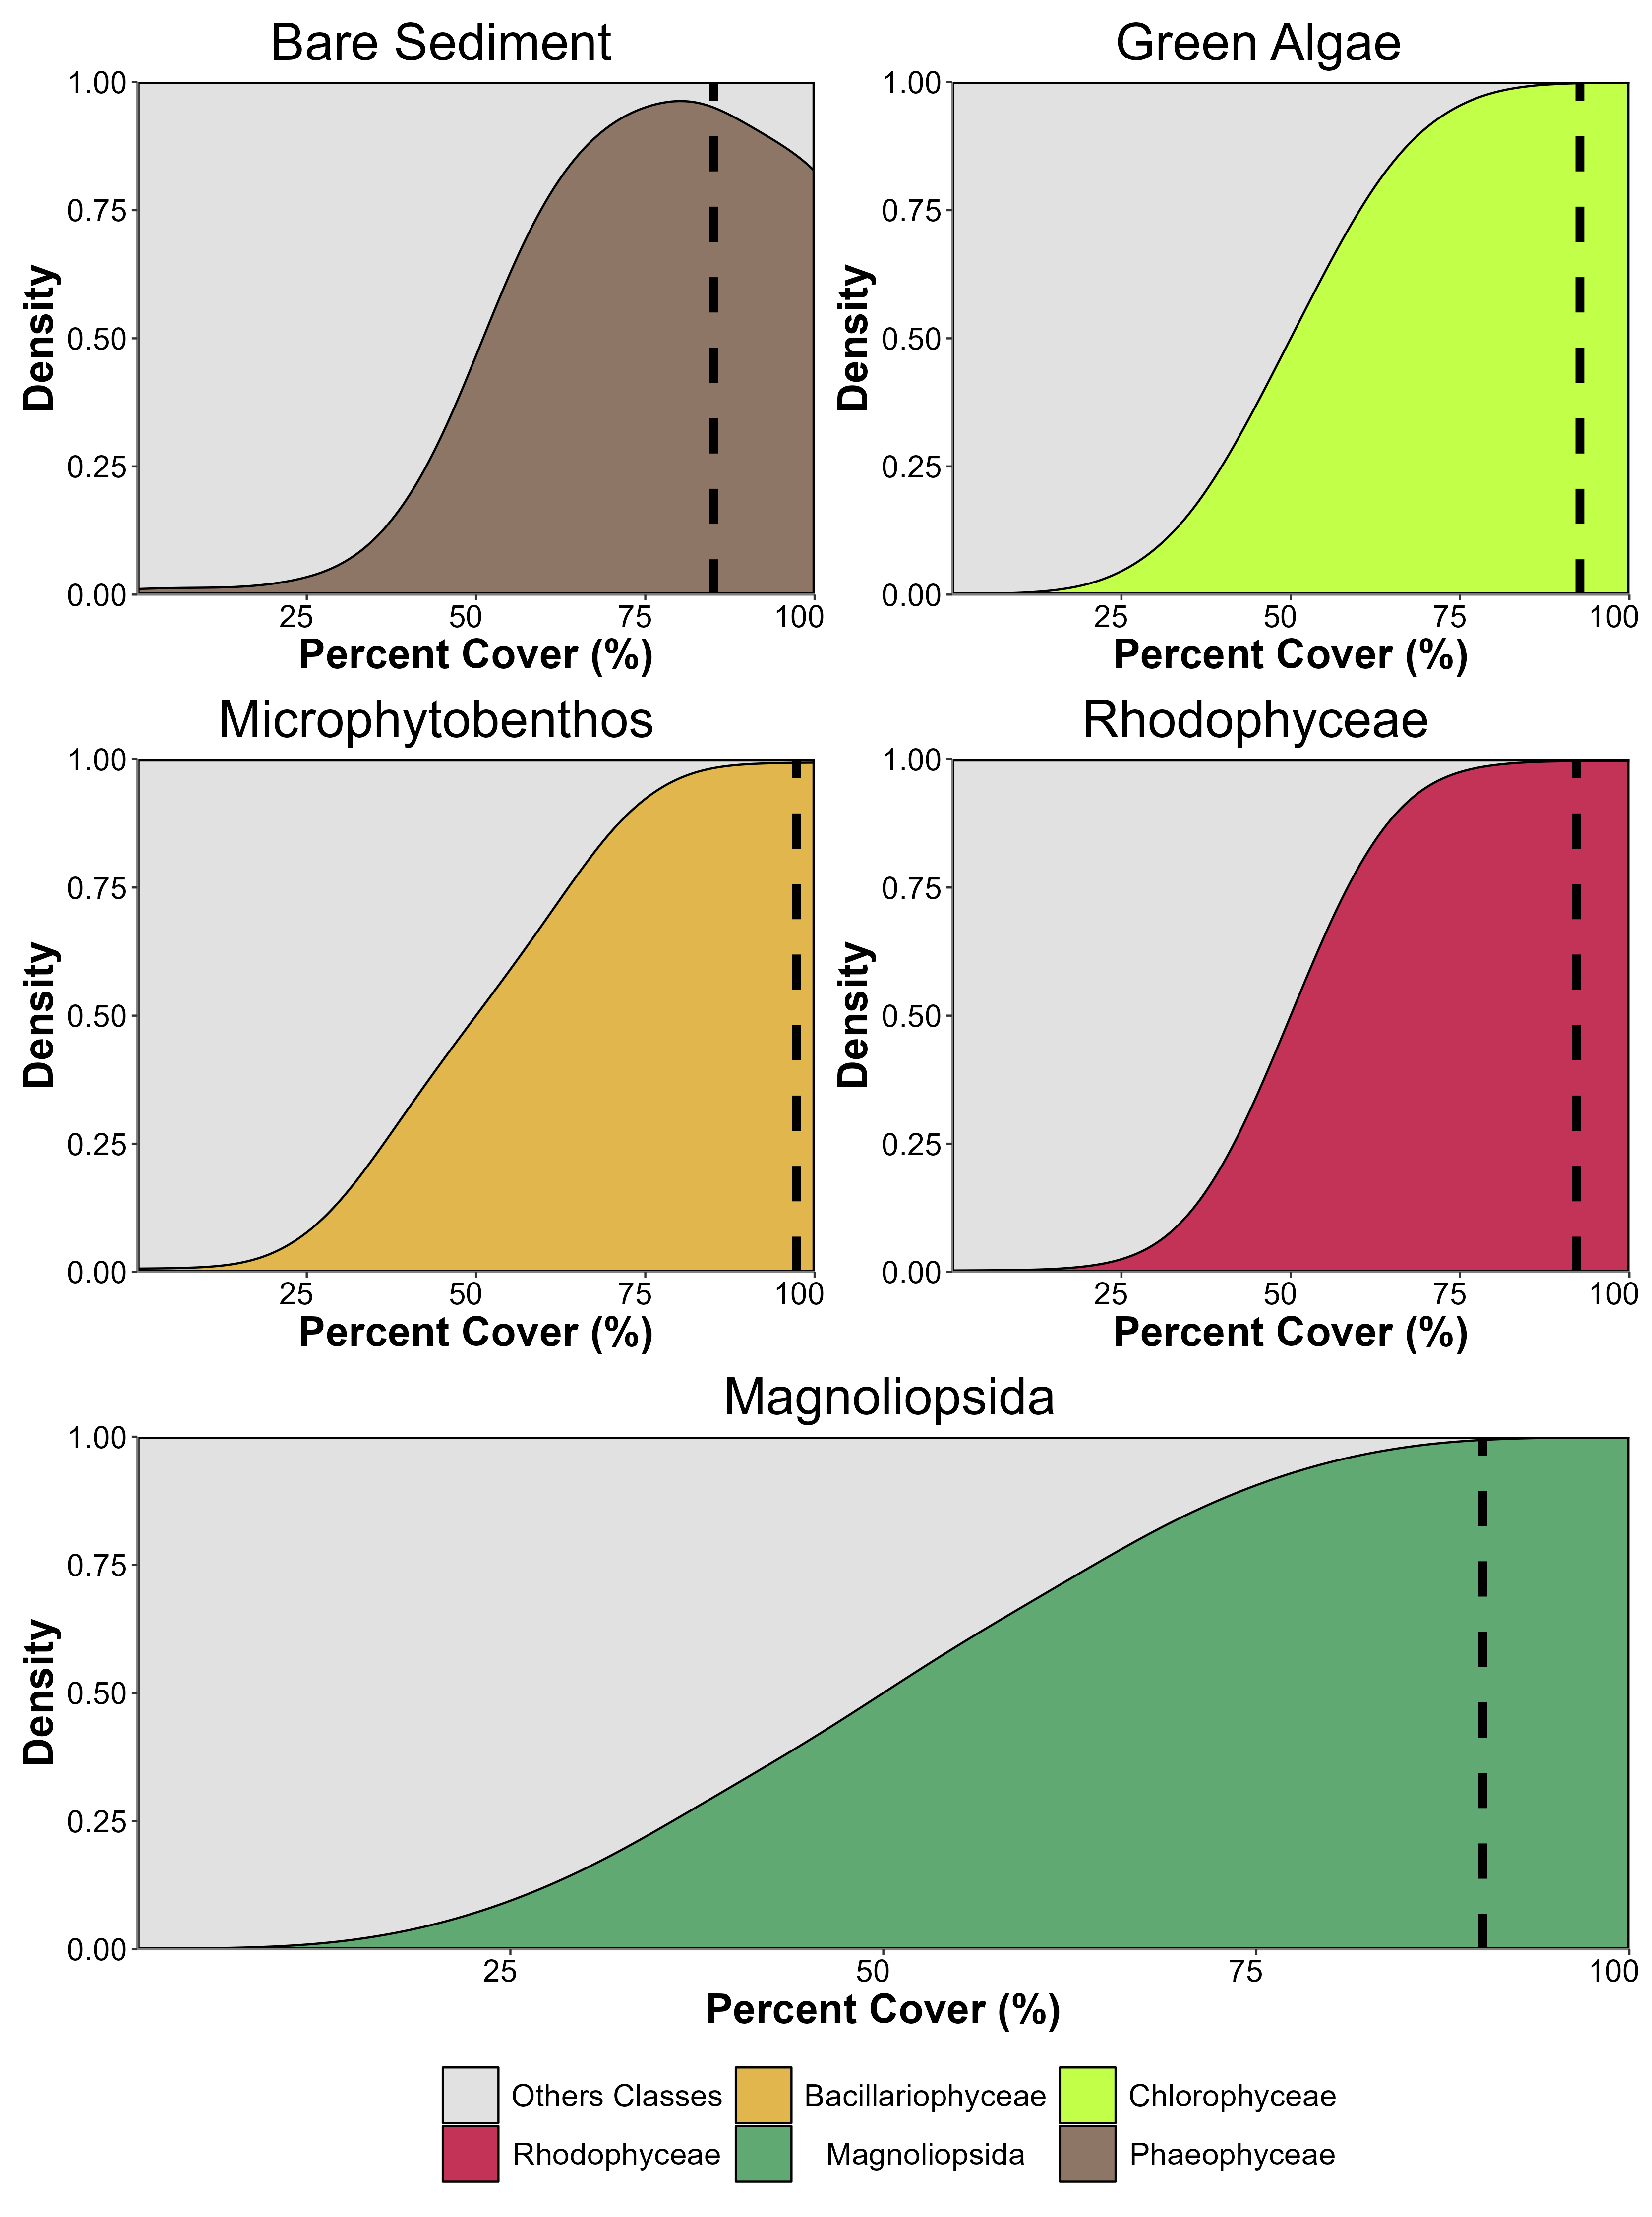 Bare Sediment
1.00
0.75
0.50
0.25
0.00
Density
25 50 75 100
Percent Cover (%)
Green Algae
1.00
0.75
0.50
0.25
0.00
Density
25 50 75 100
Percent Cover (%)
Microphytobenthos
1.00
0.75
0.50
0.25
0.00
Density
25 50 75 100
Percent Cover (%)
Rhodophyceae
1.00
0.75
0.50
0.25
0.00
Density
25 50 75 100
Percent Cover (%)
Magnoliopsida
1.00
0.75
0.50
0.25
0.00
Density
25 50 75 100
Percent Cover (%)
Others Classes Bacillariophyceae Chlorophyceae
Rhodophyceae Magnoliopsida Phaeophyceae